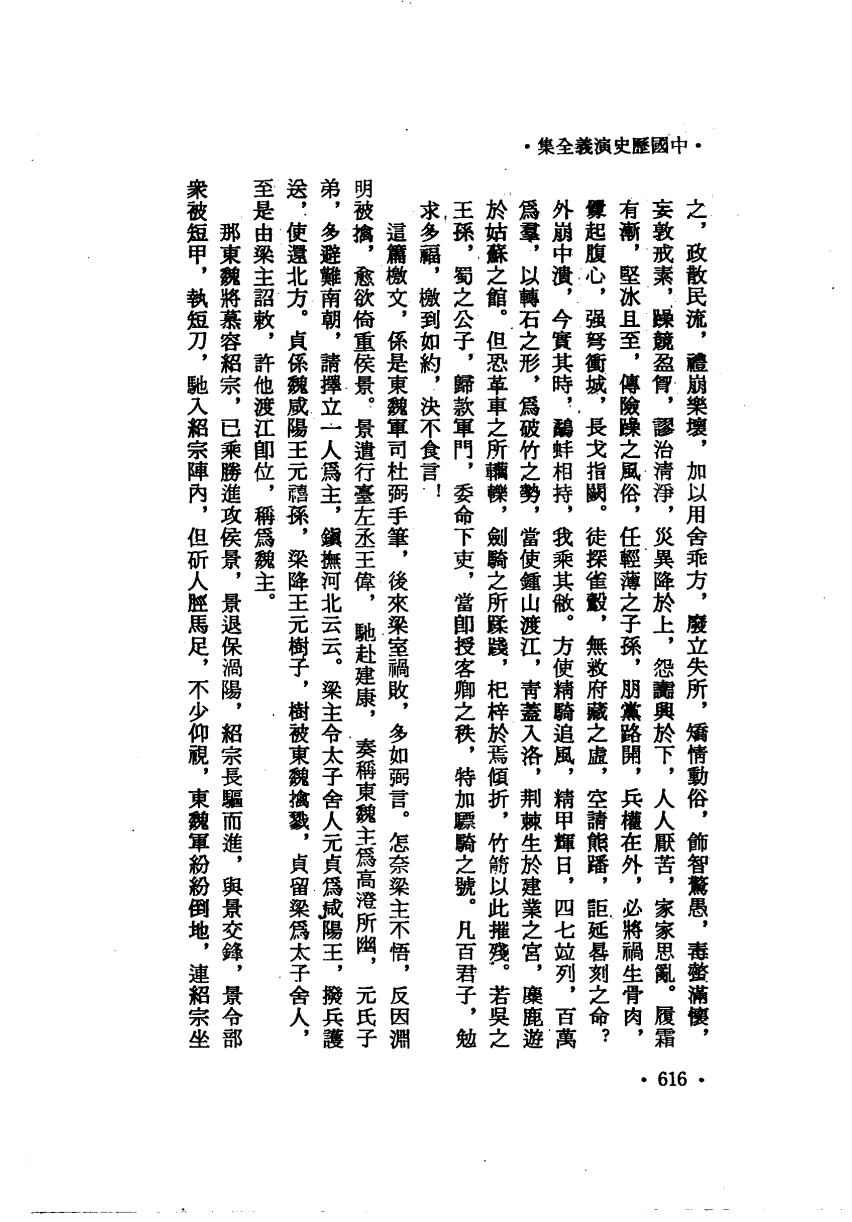 ·中國歷史演義全集·
之，政散民流，禮崩樂壞，加以用舍乖方，廢立失所，矯情動俗，飾智驚愚，毒螫滿懷，
妄敦戒素，躁競盈胷，謬治清淨，災異降於上，怨讟興於下，人人厭苦，家家思亂。履霜
有漸，堅冰且至，傳險躁之風俗，任輕薄之子孫，朋黨路開，兵權在外，必將禍生骨肉，
釁起腹心，强弩衝城，長戈指闕。徒探雀鷇，無救府藏之虛，空請熊蹯，詎延晷刻之命？
外崩中潰，今實其時，鷸蚌相持，我乘其敝。方使精騎追風，精甲輝日，四七竝列，百萬
爲羣，以轉石之形，爲破竹之勢，當使鍾山渡江，青蓋入洛，荆棘生於建業之宮，麋鹿遊
於姑蘇之館。但恐革車之所轥轢，劍騎之所蹂踐，杞梓於焉傾折，竹箭以此摧殘。若吳之
王孫，蜀之公子，歸款軍門，委命下吏，當卽授客卿之秩，特加驃騎之號。凡百君子，勉
求多福，檄到如約，決不食言！
這篇檄文，係是東魏軍司杜弼手筆，後來梁室禍敗，多如弼言。怎奈梁主不悟，反因淵
明被擒，愈欲倚重侯景。景遣行臺左丞王偉，馳赴建康，奏稱東魏主爲高澄所幽，元氏子
弟，多避難南朝，請擇立一人爲主，鎭撫河北云云。梁主令太子舍人元貞爲咸陽王，撥兵護
送，使還北方。貞係魏咸陽王元禧孫，梁降王元樹子，樹被東魏擒戮，貞留梁爲太子舍人，
至是由梁主詔敕，許他渡江卽位，稱爲魏主。
那東魏將慕容紹宗，已乘勝進攻侯景，景退保渦陽，紹宗長驅而進，與景交鋒，景令部
衆被短甲，執短刀，馳入紹宗陣內，但斫人脛馬足，不少仰視，東魏軍紛紛倒地，連紹宗坐
·616·